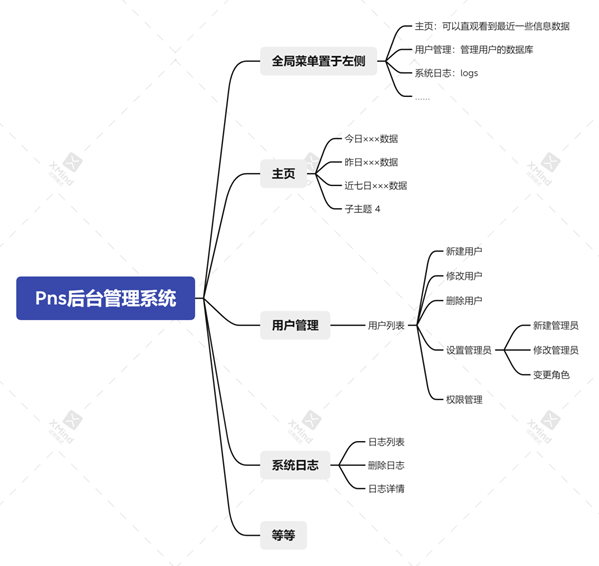 Pns后台管理系统
全局菜单置于左侧
主页：可以直观看到最近一些信息数据
用户管理：管理用户的数据库
系统日志：logs
......
主页
今日×××数据
昨日×××数据
近七日×××数据
子主题 4
用户管理
用户列表
新建用户
修改用户
删除用户
设置管理员
新建管理员
修改管理员
变更角色
权限管理
系统日志
日志列表
删除日志
日志详情
等等
XMind
XMind
XMind
XMind
XMind
XMind